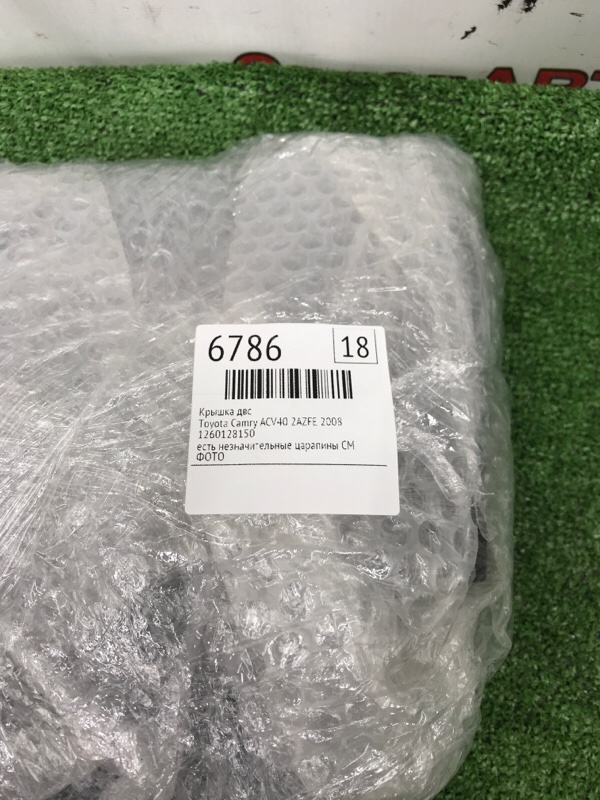 6786
18
Крышка двс
Toyota Camry ACV40 2AZFE 2008
1260128150
есть незначительные царапины СМ
ФОТО